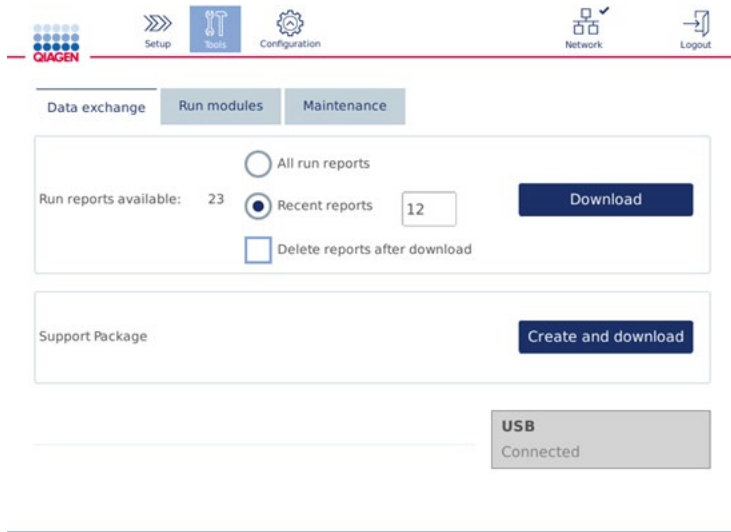 QIAGEN
Setup
Tools
Configuration
Network
Logout
Data exchange
Run modules
Maintenance
All run reports
Run reports available: 23
Recent reports 12
Download
Delete reports after download
Support Package
Create and download
USB
Connected